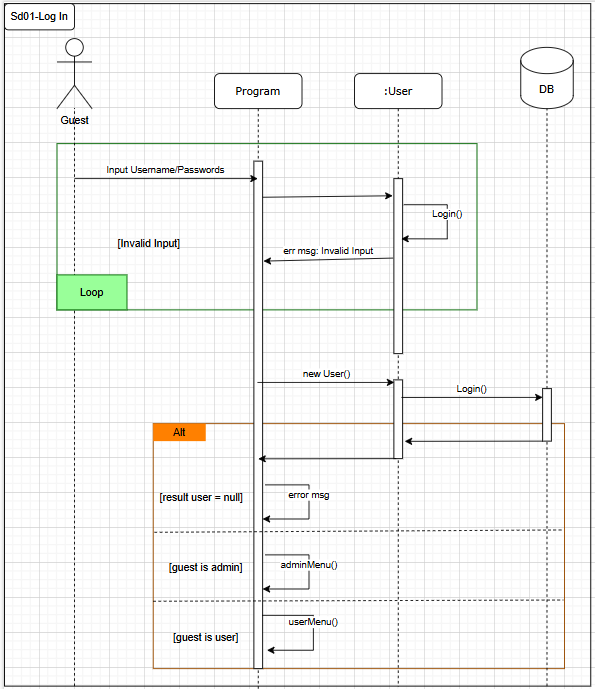 Sd01-Log In
Guest
Program
:User
DB
Input Username/Passwords
Login()
[Invalid Input]
err msg: Invalid Input
Loop
new User()
Login()
Alt
[result user = null]
error msg
[guest is admin]
adminMenu()
[guest is user]
userMenu()